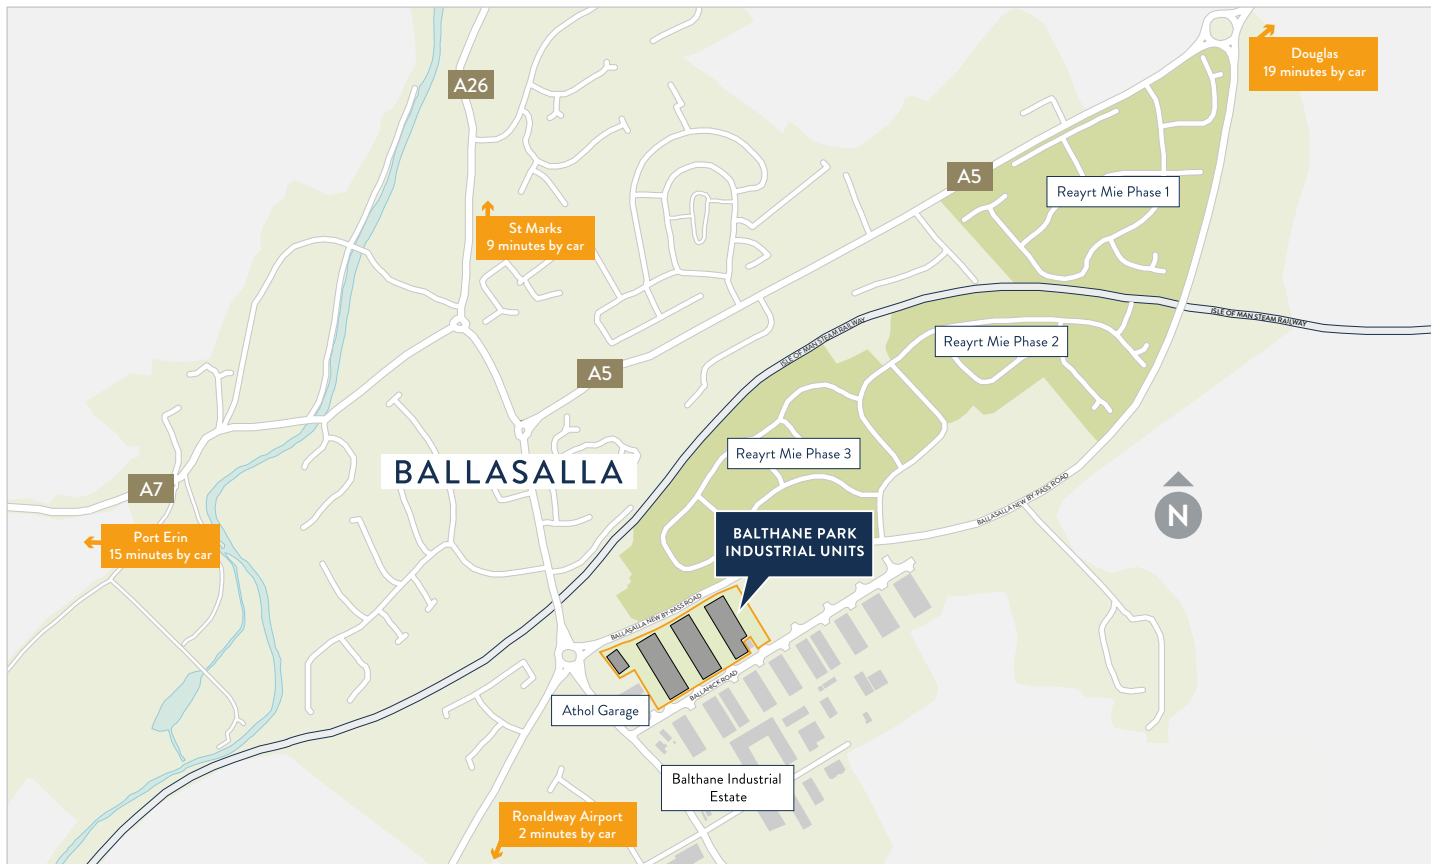 Douglas
19 minutes by car
A26
A5
Reayrt Mie Phase 1
St Marks
9 minutes by car
ISLE OF MAN STEAM RAILWAY
ISLE OF MAN STEAM RAILWAY
Reayrt Mie Phase 2
A5
Reayrt Mie Phase 3
BALLASALLA
A7
BALLASALLA NEW BY-PASS ROAD
N
Port Erin
15 minutes by car
BALTHANE PARK
INDUSTRIAL UNITS
BALLASALLA NEW BY-PASS ROAD
BALLAHICK ROAD
Athol Garage
Balthane Industrial
Estate
Ronaldway Airport
2 minutes by car